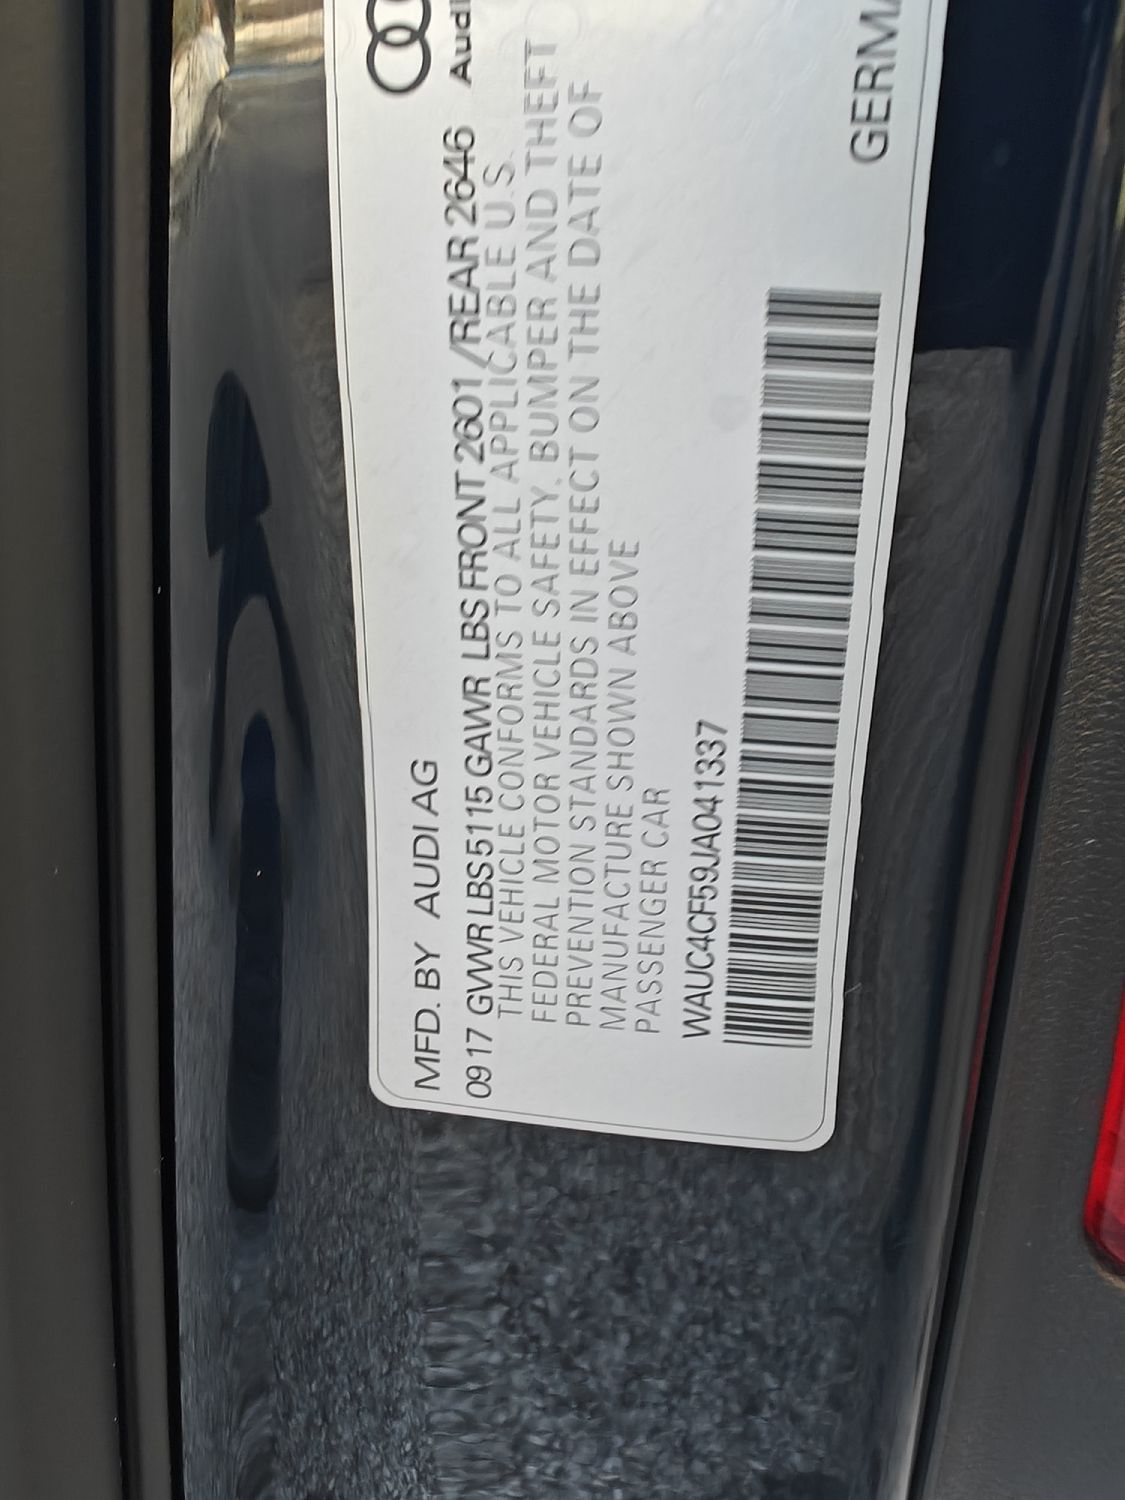 MFD. BY AUDI AG
0917 GVWR LBS 5115 GAWR LBS FRONT 2601 /REAR 2646
Audi
THIS VEHICLE CONFORMS TO ALL APPLICABLE U.S.
FEDERAL MOTOR VEHICLE SAFETY, BUMPER AND THEFT
PREVENTION STANDARDS IN EFFECT ON THE DATE OF
MANUFACTURE SHOWN ABOVE
PASSENGER CAR
WAUC4CF59JA041337
GERMA